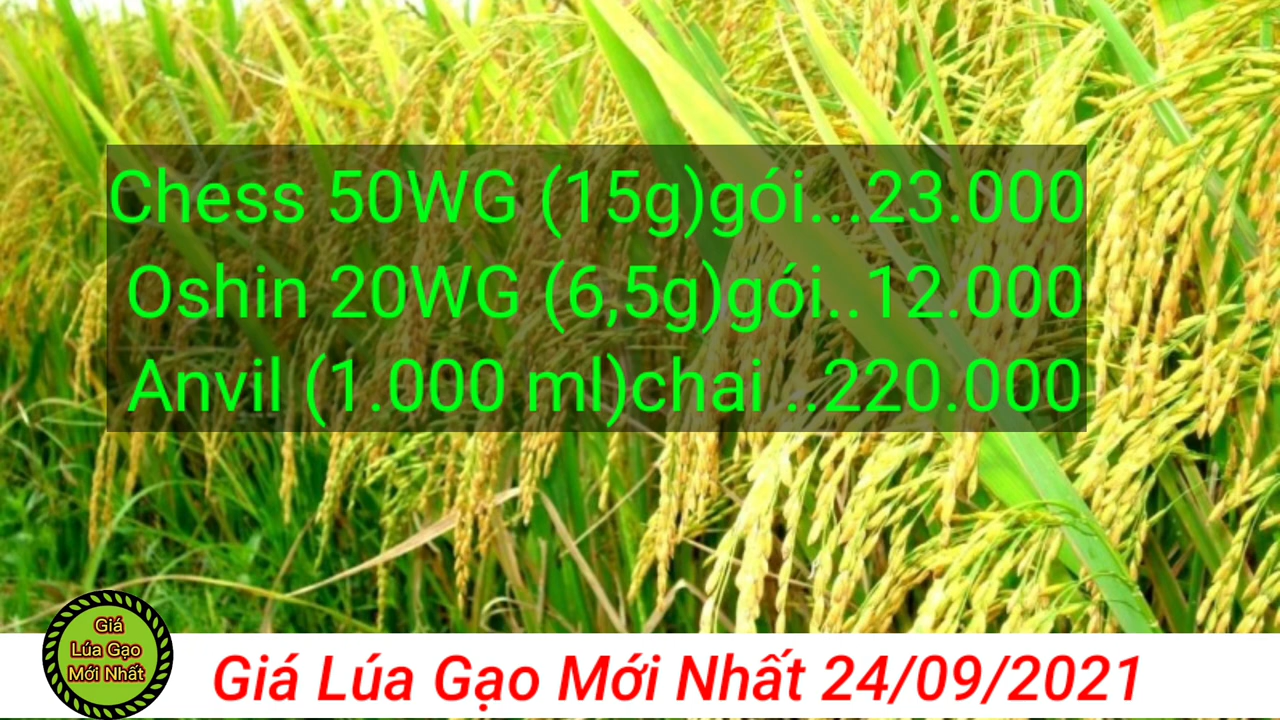 Chess 50WG (15g)gói...23.000
Oshin 20WG (6,5g)gói..12.000
Anvil (1.000 ml)chai ..220.000
Giá
Lúa Gạo
Mới Nhất
Giá Lúa Gạo Mới Nhất 24/09/2021